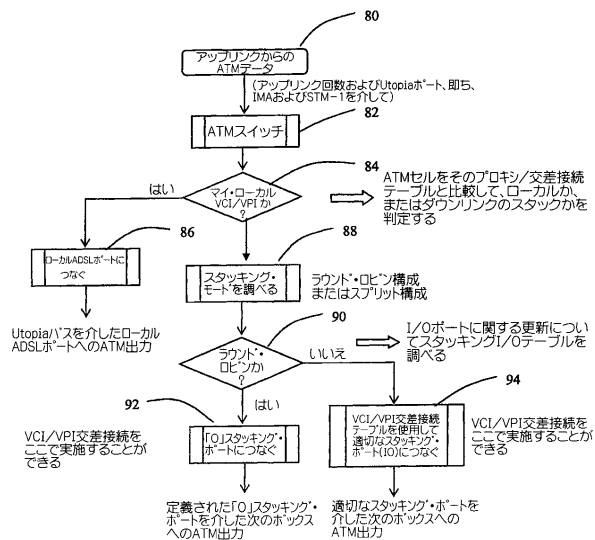 80
アップリンクからの
ATMデータ
(アップリンク回数およびUtopiaポート、即ち、
IMAおよびSTM-1を介して)
82
ATMスイッチ
84
マイ・ローカル
VCI/VPIか
?
はい
ATMセルをそのプロキシ/交差接続
テーブルと比較して、ローカルか、
またはダウンリンクのスタックかを
判定する
86
ローカルADSLポートに
つなぐ
88
スタッキング・
モードを調べる
ラウンド・ロビン構成
またはスプリット構成
Utopiaバスを介したローカル
ADSLポートへのATM出力
90
ラウンド・
ロビンか
?
いいえ
I/Oポートに関する更新につい
てスタッキングI/Oテーブルを
調べる
92
はい
94
VCI/VPI交差接続を
ここで実施することが
できる
「0」スタッキング・
ポートにつなぐ
VCI/VPI交差接続
テーブルを使用して
適切なスタッキング・
ポート(IO)につなぐ
VCI/VPI交差接続を
ここで実施することが
できる
定義された「0」スタッキング・
ポートを介した次のボックス
へのATM出力
適切なスタッキング・ポートを
介した次のボックスへの
ATM出力